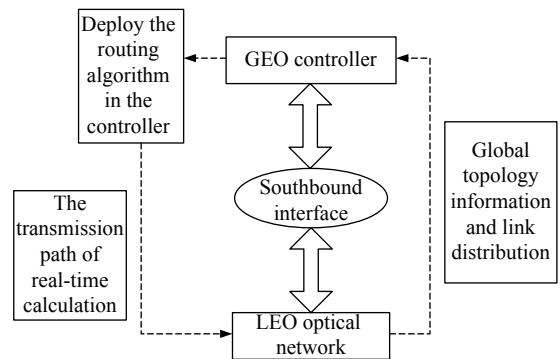 Deploy the
routing
algorithm
in the
controller
GEO controller
Global
topology
information
and link
distribution
Southbound
interface
The
transmission
path of
real-time
calculation
LEO optical
network